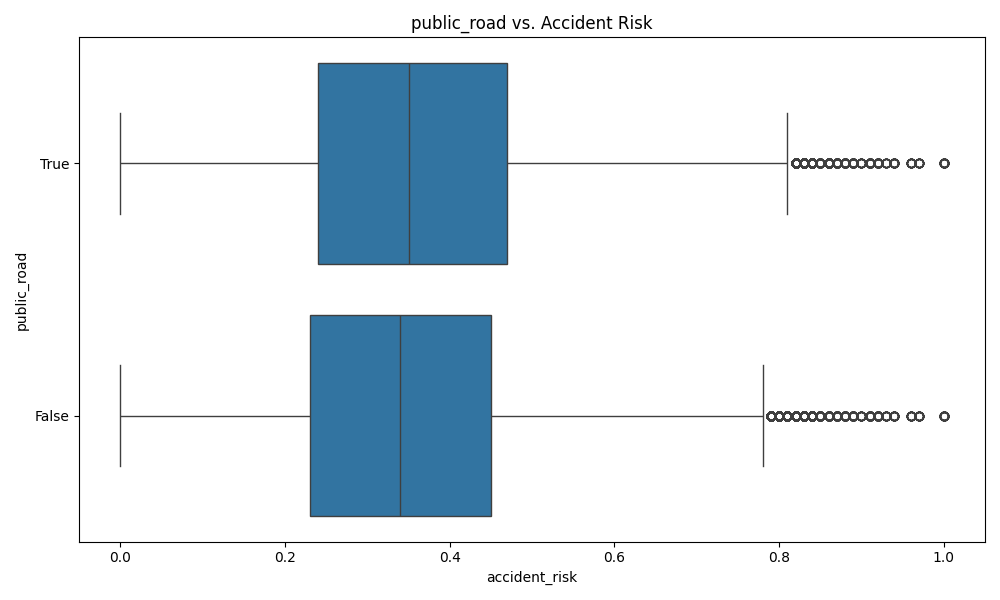 public_road vs. Accident Risk
True
public_road
False
0.0 0.2 0.4 0.6 0.8 1.0
accident_risk